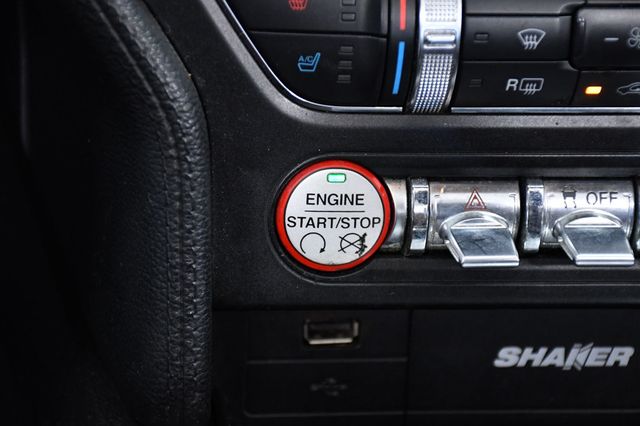 A/C
R
ENGINE
START/STOP
OFF
SHAKER